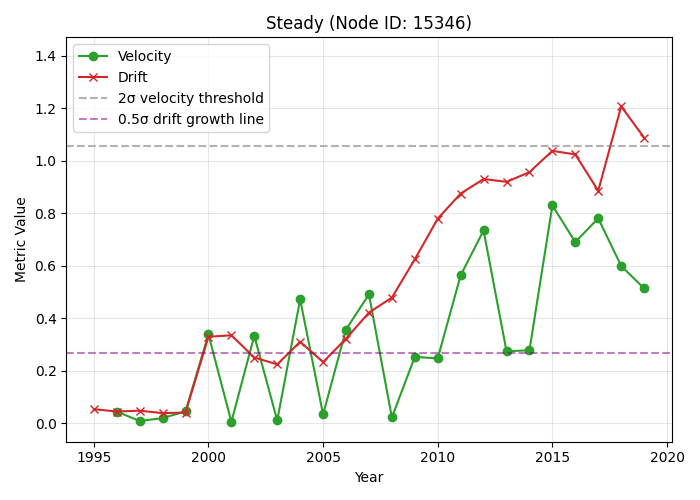 Steady (Node ID: 15346)
Velocity
Drift
2σ velocity threshold
0.5σ drift growth line
Metric Value
1.4
1.2
1.0
0.8
0.6
0.4
0.2
0.0
1995
2000
2005
2010
2015
2020
Year